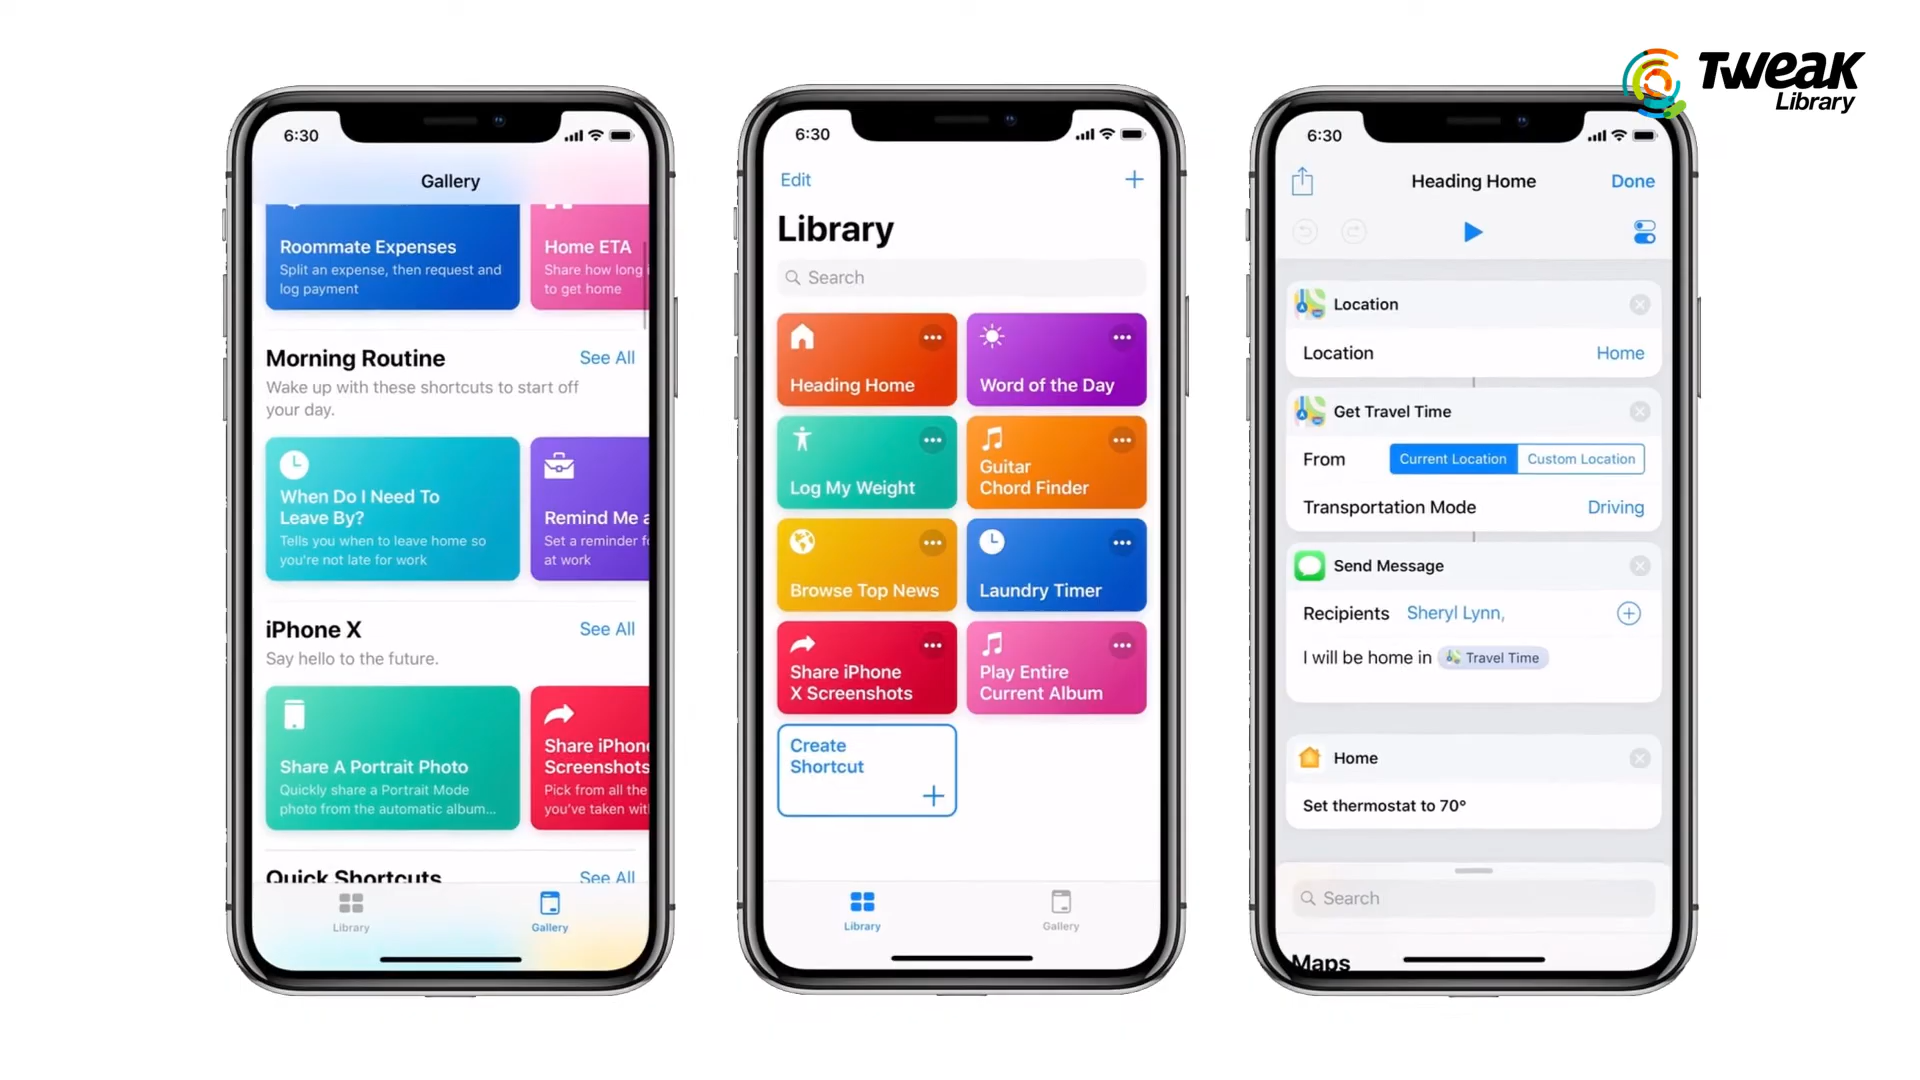 TWEAK
Library
6:30
Gallery
Roommate Expenses
Split an expense, then request and
log payment
Home ETA
Share how long
to get home
Morning Routine
See All
Wake up with these shortcuts to start off
your day.
When Do I Need To
Leave By?
Tells you when to leave home so
you're not late for work
Remind Me a
Set a reminder f
at work
iPhone X
See All
Say hello to the future.
Share A Portrait Photo
Quickly share a Portrait Mode
photo from the automatic album...
Share iPhone
Screenshots
Pick from all the
you've taken wit
Quick Shortcuts
See All
Library
Gallery
6:30
Edit
Library
Search
Heading Home
Word of the Day
Log My Weight
Guitar
Chord Finder
Browse Top News
Laundry Timer
Share iPhone
X Screenshots
Play Entire
Current Album
Create
Shortcut
Library
Gallery
6:30
Heading Home
Done
Location
Location
Home
Get Travel Time
From
Current Location
Custom Location
Transportation Mode
Driving
Send Message
Recipients Sheryl Lynn,
I will be home in Travel Time
Home
Set thermostat to 70°
Search
Maps